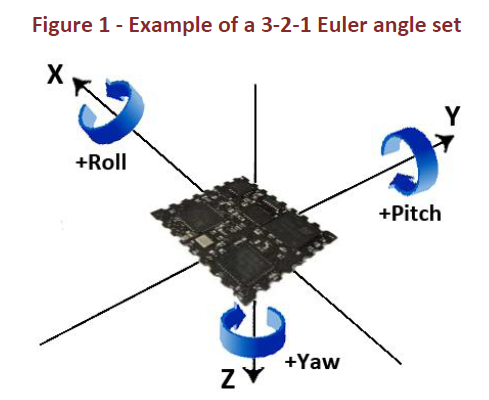 Figure 1 - Example of a 3-2-1 Euler angle set
X
Y
+Roll
+Pitch
+Yaw
Z